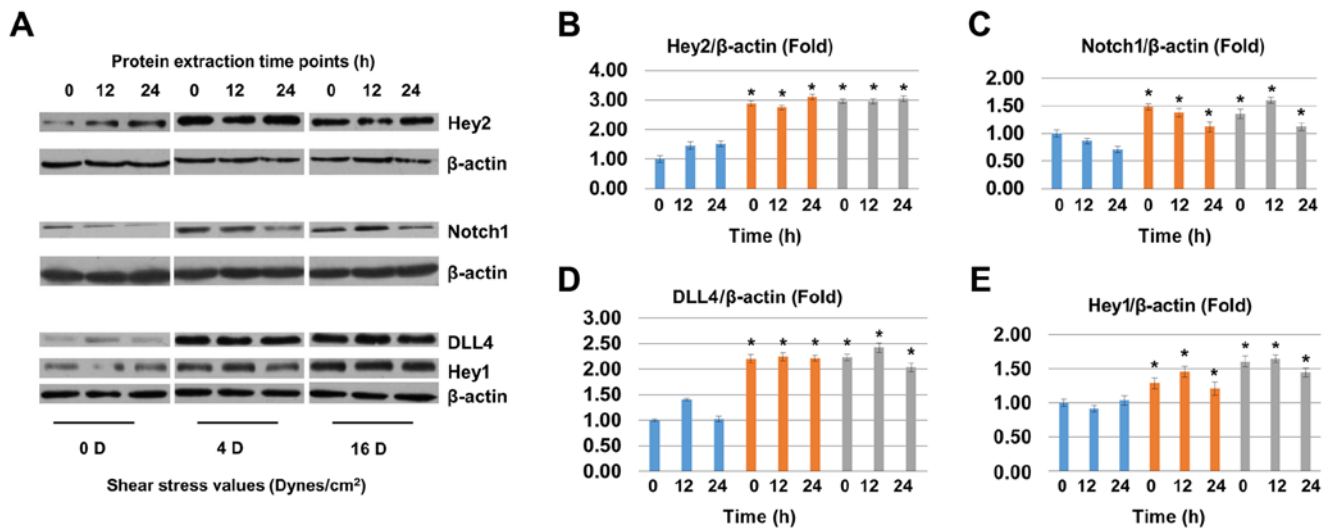 A
Protein extraction time points (h)
0 12 24 0 12 24 0 12 24
Hey2
β-actin
Notch1
β-actin
DLL4
Hey1
β-actin
0 D 4 D 16 D
Shear stress values (Dynes/cm²)
B
Hey2/β-actin (Fold)
4.00
3.00
2.00
1.00
0.00
* * * * * *
0 12 24 0 12 24 0 12 24
Time (h)
C
Notch1/β-actin (Fold)
2.00
1.50
1.00
0.50
0.00
* * * * * *
0 12 24 0 12 24 0 12 24
Time (h)
D
DLL4/β-actin (Fold)
3.00
2.50
2.00
1.50
1.00
0.50
0.00
* * * * * *
0 12 24 0 12 24 0 12 24
Time (h)
E
Hey1/β-actin (Fold)
2.00
1.50
1.00
0.50
0.00
* * * * * *
0 12 24 0 12 24 0 12 24
Time (h)